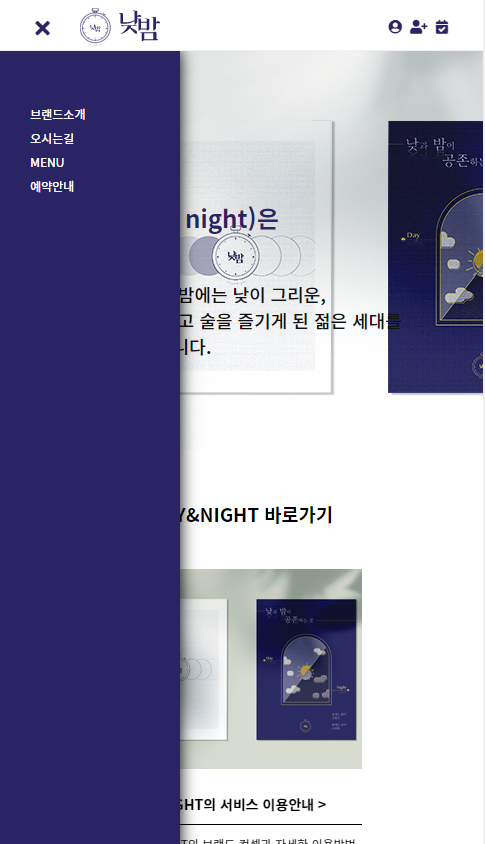 낮밤
브랜드소개
오시는길
MENU
예약안내
낮과 밤이
공존하는
night)은
낮밤
Day
밤에는 낮이 그리운,
고 술을 즐기게 된 젊은 세대를
니다.
Y&NIGHT 바로가기
낮과 밤이
공존하는 곳
Day
Night
GHT의 서비스 이용안내 >